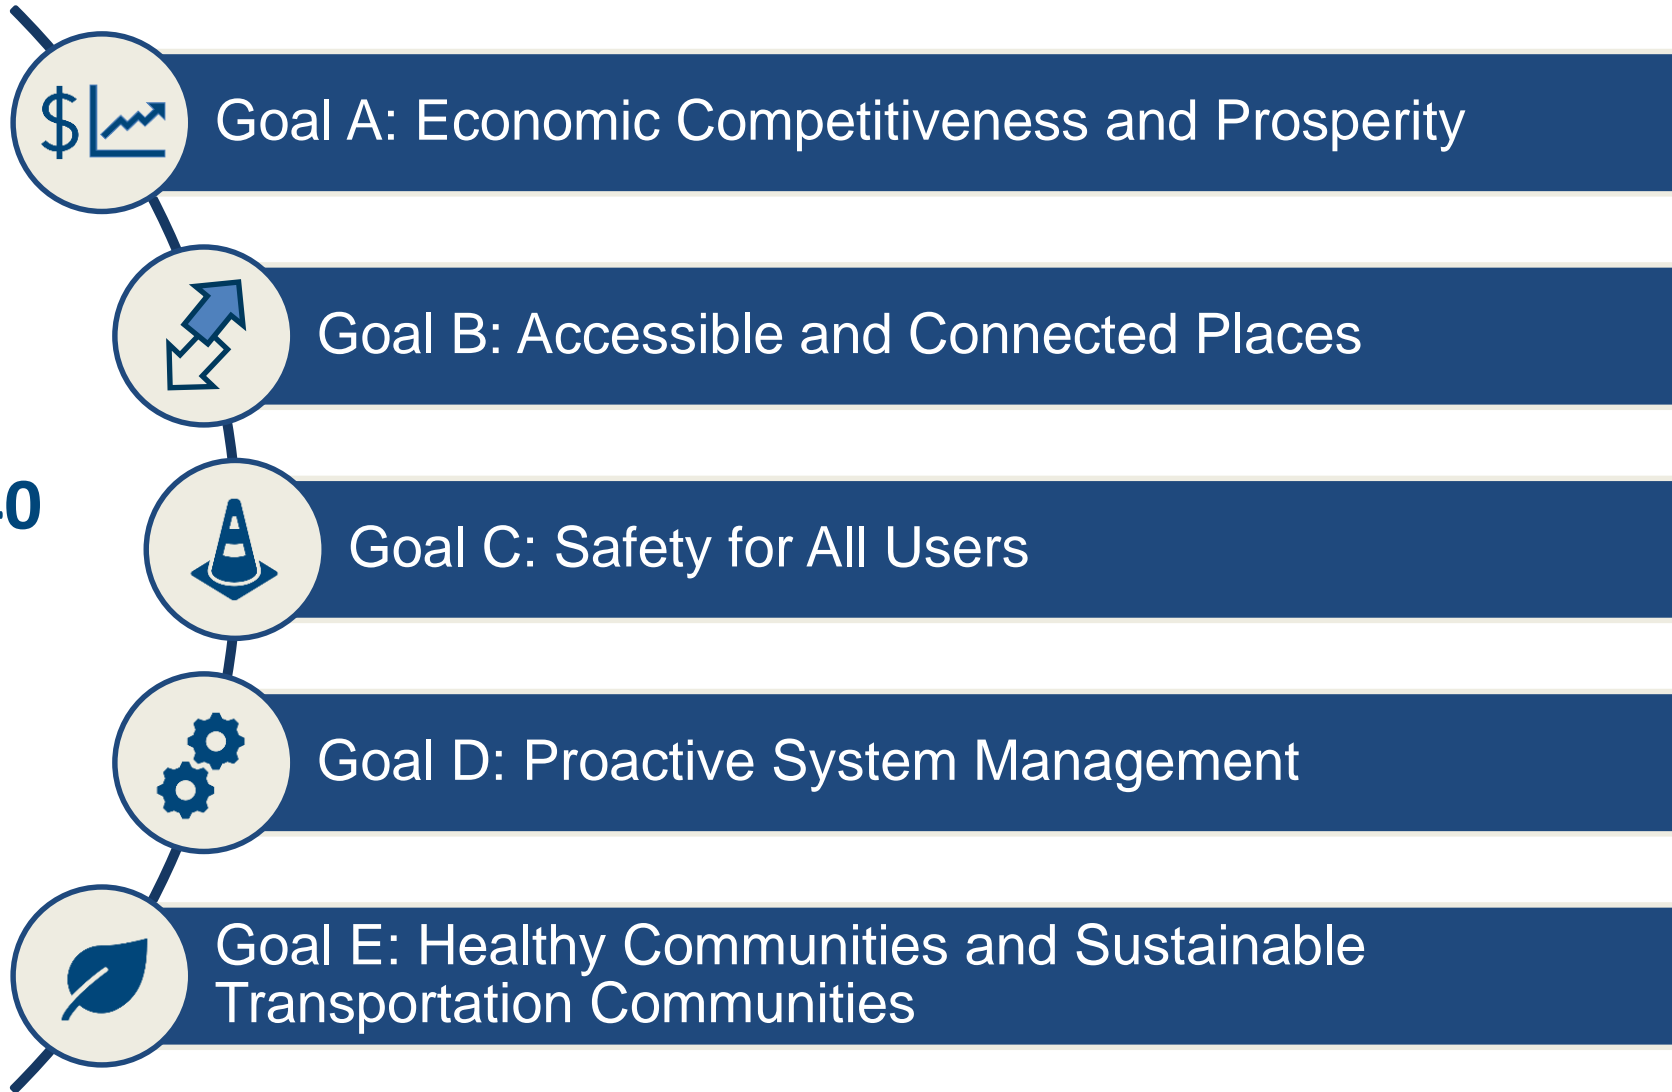 $
Goal A: Economic Competitiveness and Prosperity
Goal B: Accessible and Connected Places
Goal C: Safety for All Users
Goal D: Proactive System Management
Goal E: Healthy Communities and Sustainable
Transportation Communities